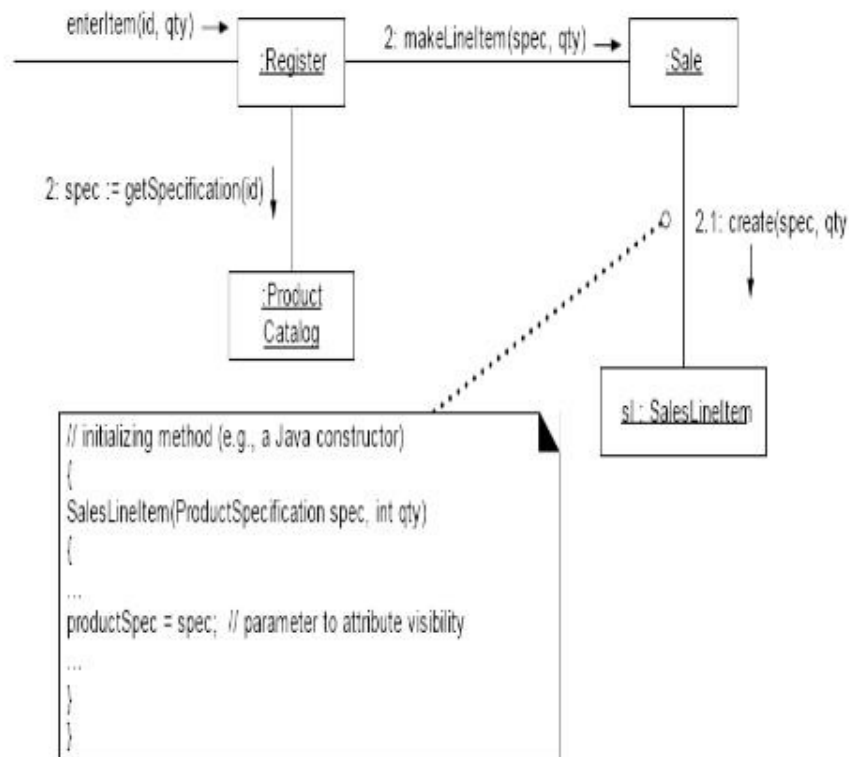 enterItem(id, qty)
:Register
2: makeLineItem(spec, qty)
:Sale
2: spec := getSpecification(id)
2.1: create(spec, qty
:Product
Catalog
sl : SalesLineItem
// initializing method (e.g., a Java constructor)
{
SalesLineItem(ProductSpecification spec, int qty)
{
...
productSpec = spec; // parameter to attribute visibility
...
}
}